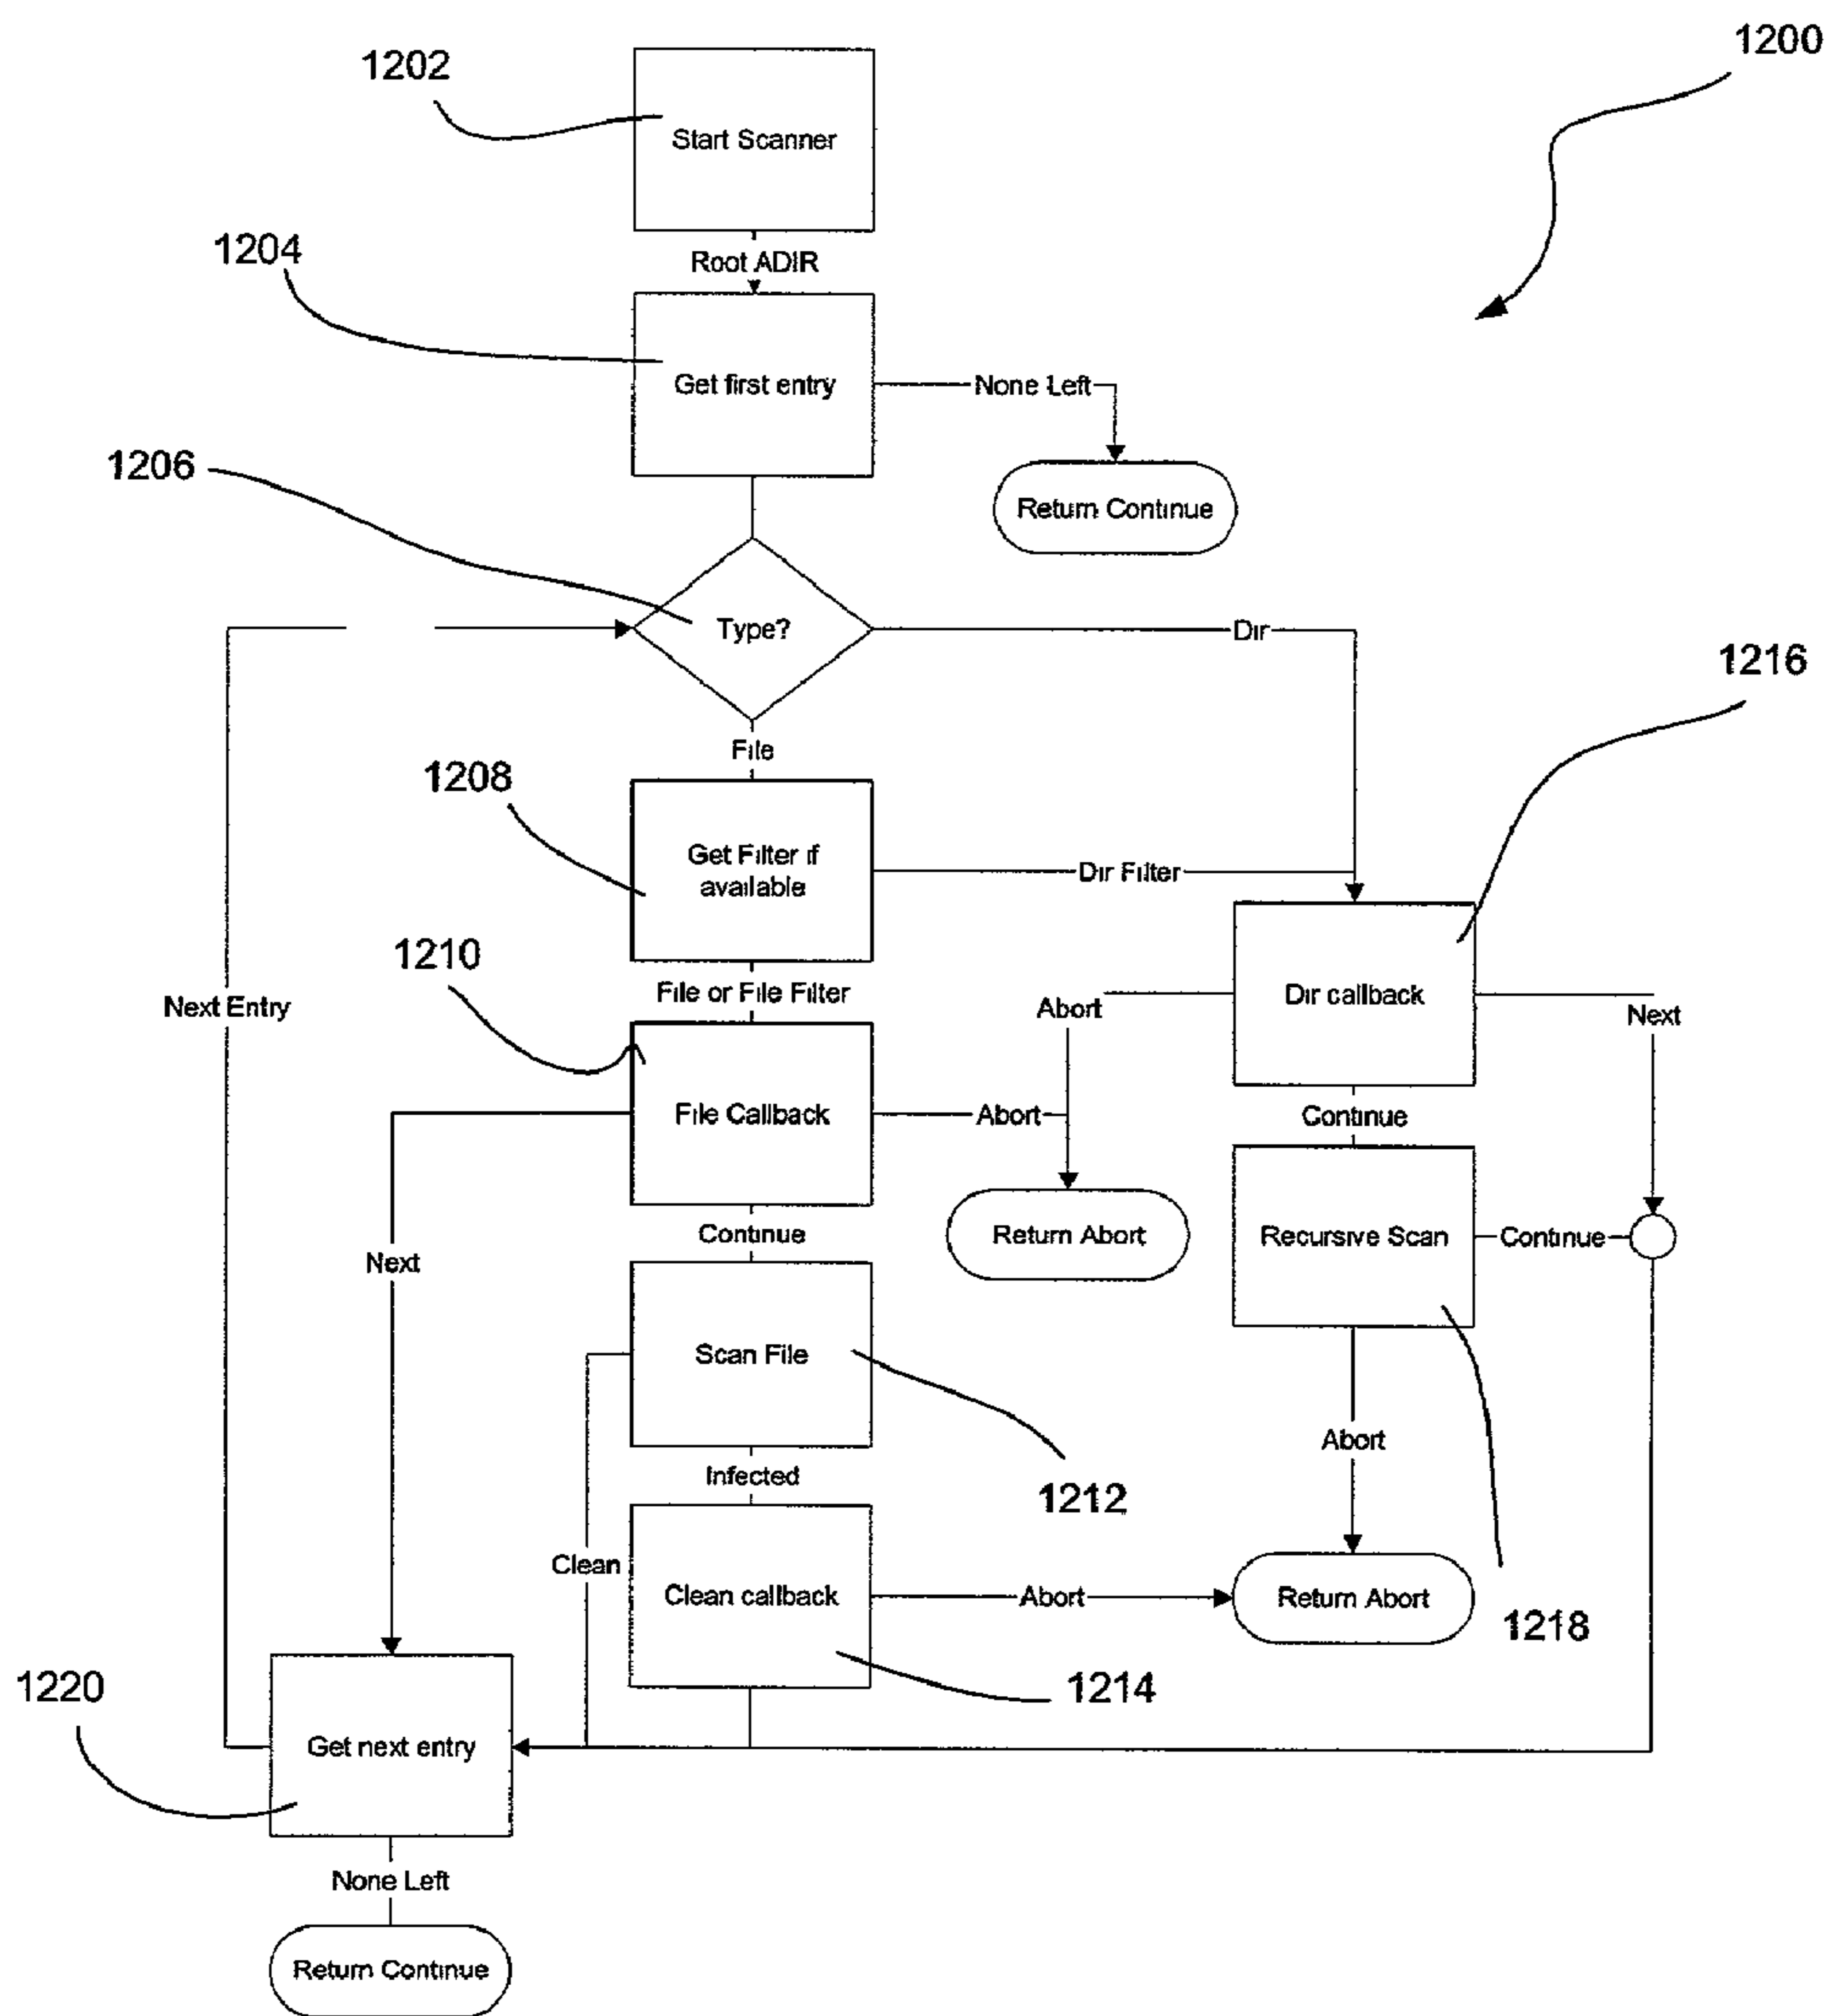 1200
1202
Start Scanner
1204
Root ADIR
Get first entry
None Left
1206
Return Continue
Type?
Dir
1216
File
1208
Get Filter if
available
Dir Filter
1210
File or File Filter
Next Entry
Abort
Dir callback
Next
File Callback
Abort
Continue
Next
Continue
Return Abort
Recursive Scan
Continue
Scan File
Abort
Infected
1212
Clean
Clean callback
Abort
Return Abort
1218
1220
1214
Get next entry
None Left
Return Continue